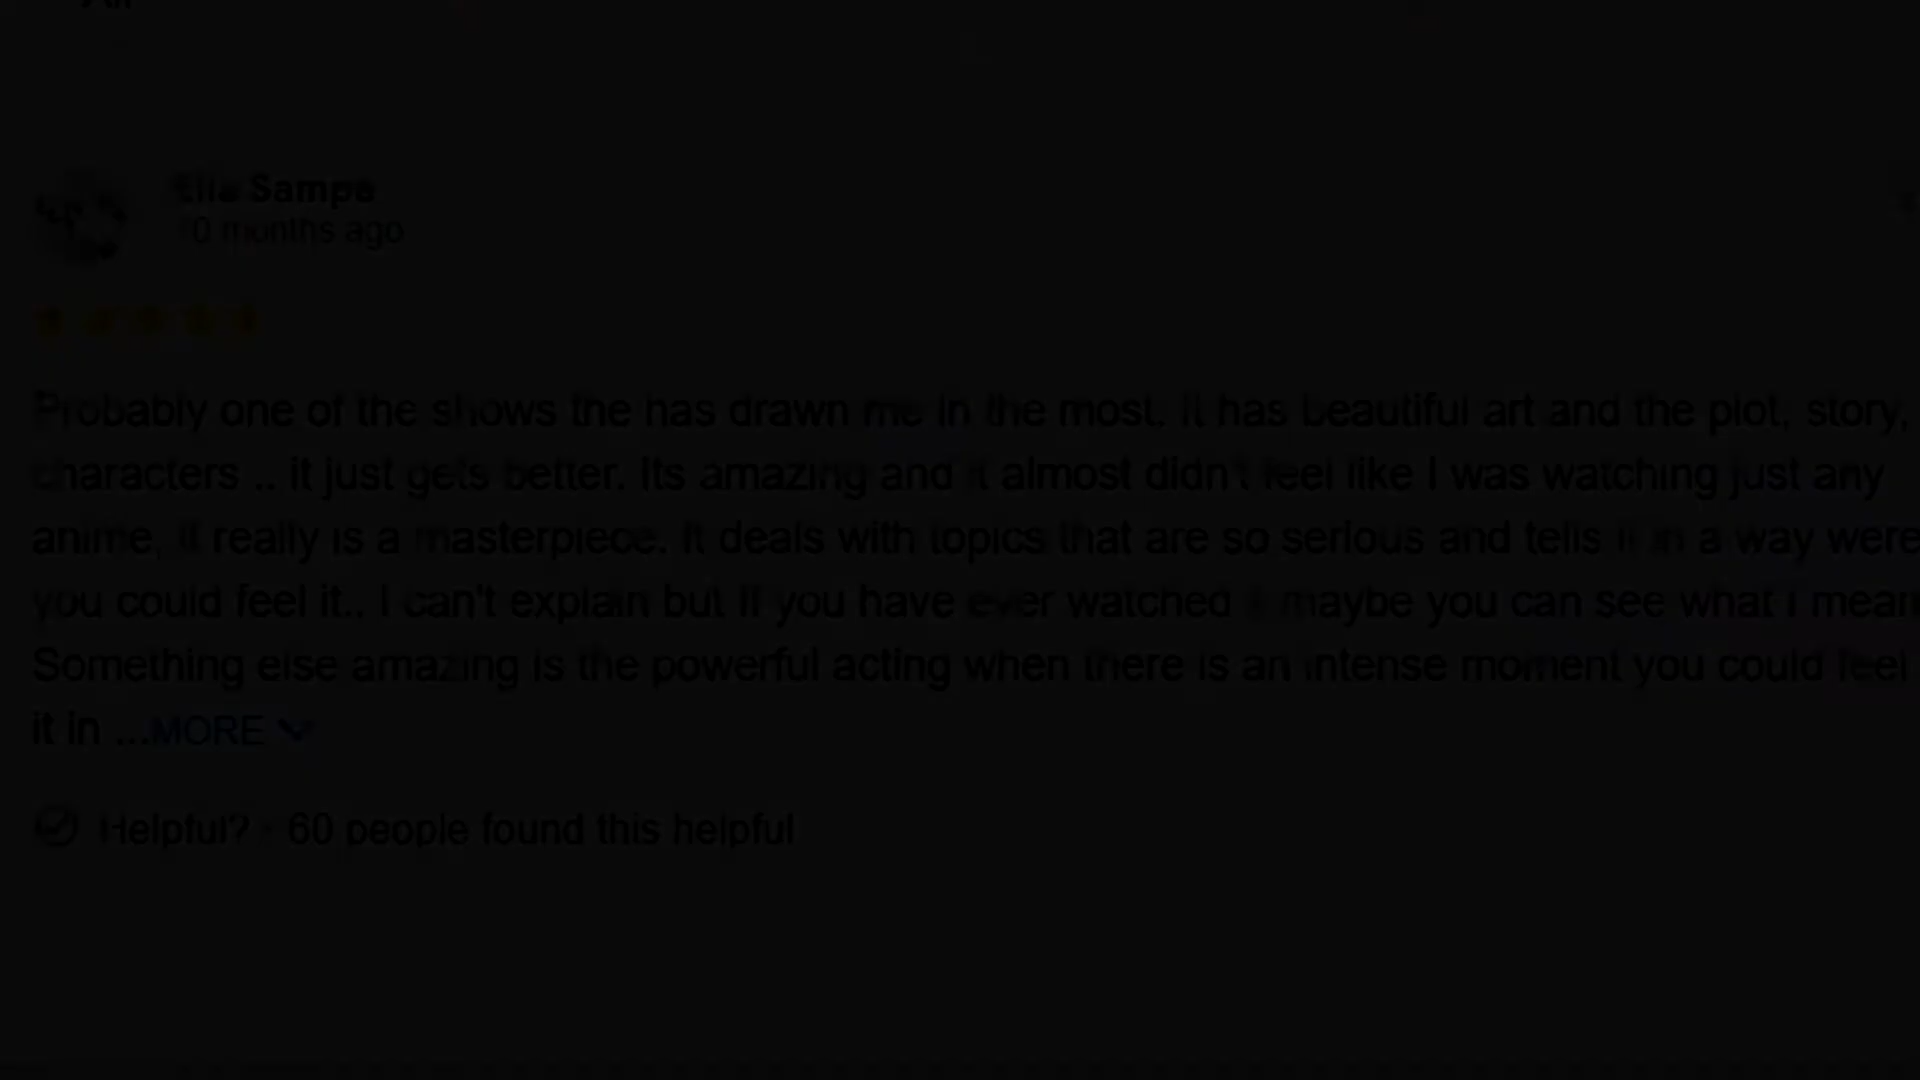 All
Ella Sampa
10 months ago
Probably one of the shows the has drawn me in the most. It has beautiful art and the plot, story,
characters .. it just gets better. Its amazing and it almost didn't feel like I was watching just any
anime, it really is a masterpiece. It deals with topics that are so serious and tells it in a way were
you could feel it.. I can't explain but if you have ever watched it maybe you can see what i mean
Something else amazing is the powerful acting when there is an intense moment you could feel
it in ...MORE
Helpful? · 60 people found this helpful